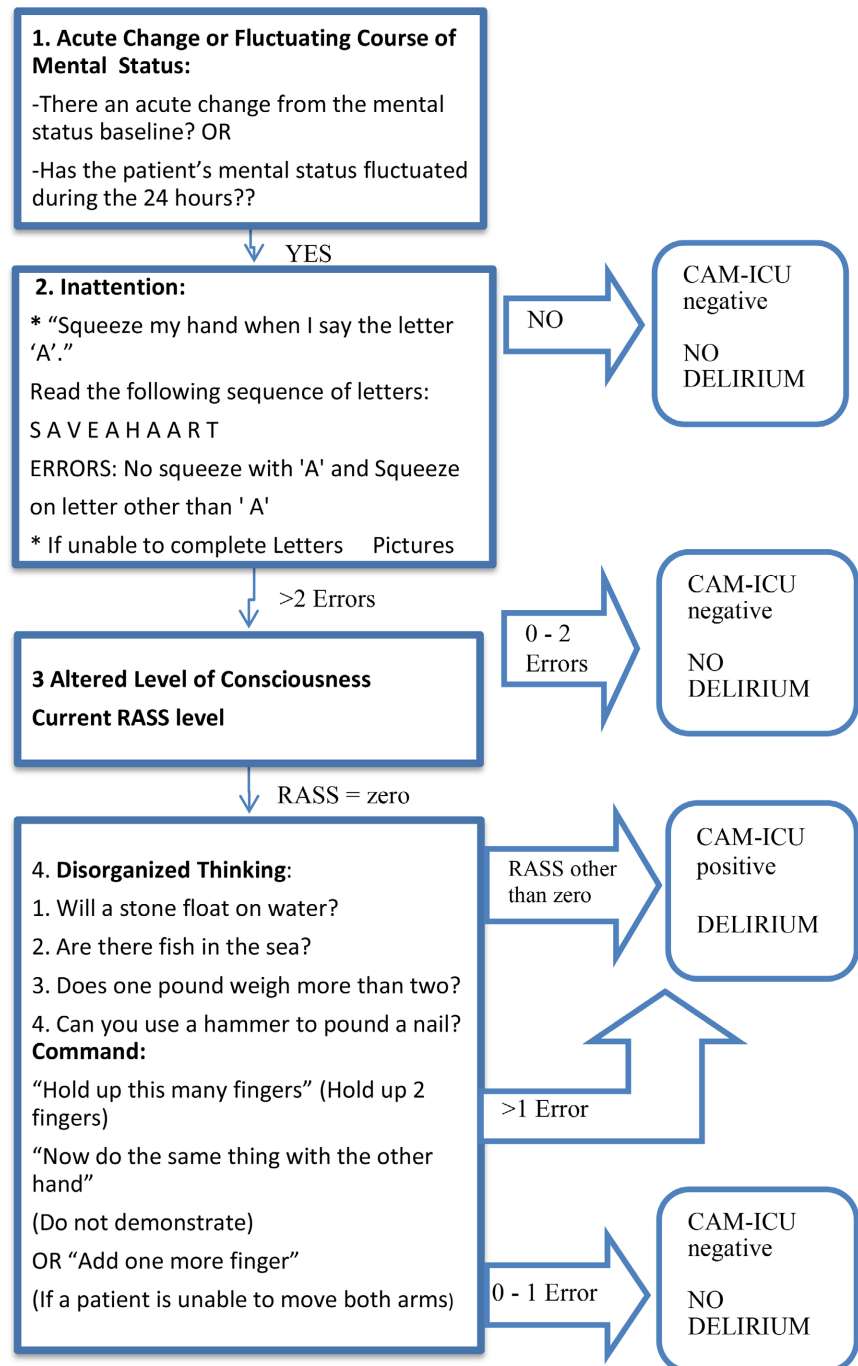 1. Acute Change or Fluctuating Course of
Mental Status:
-There an acute change from the mental
status baseline? OR
-Has the patient's mental status fluctuated
during the 24 hours??
YES
2. Inattention:
* “Squeeze my hand when I say the letter
‘A’.”
Read the following sequence of letters:
S A V E A H A A R T
ERRORS: No squeeze with 'A' and Squeeze
on letter other than ' A'
* If unable to complete Letters Pictures
NO
CAM-ICU
negative
NO
DELIRIUM
>2 Errors
0 - 2
Errors
CAM-ICU
negative
NO
DELIRIUM
3 Altered Level of Consciousness
Current RASS level
RASS = zero
RASS other
than zero
CAM-ICU
positive
DELIRIUM
4. Disorganized Thinking:
1. Will a stone float on water?
2. Are there fish in the sea?
3. Does one pound weigh more than two?
4. Can you use a hammer to pound a nail?
Command:
“Hold up this many fingers” (Hold up 2
fingers)
“Now do the same thing with the other
hand”
(Do not demonstrate)
OR “Add one more finger”
(If a patient is unable to move both arms)
>1 Error
0 - 1 Error
CAM-ICU
negative
NO
DELIRIUM